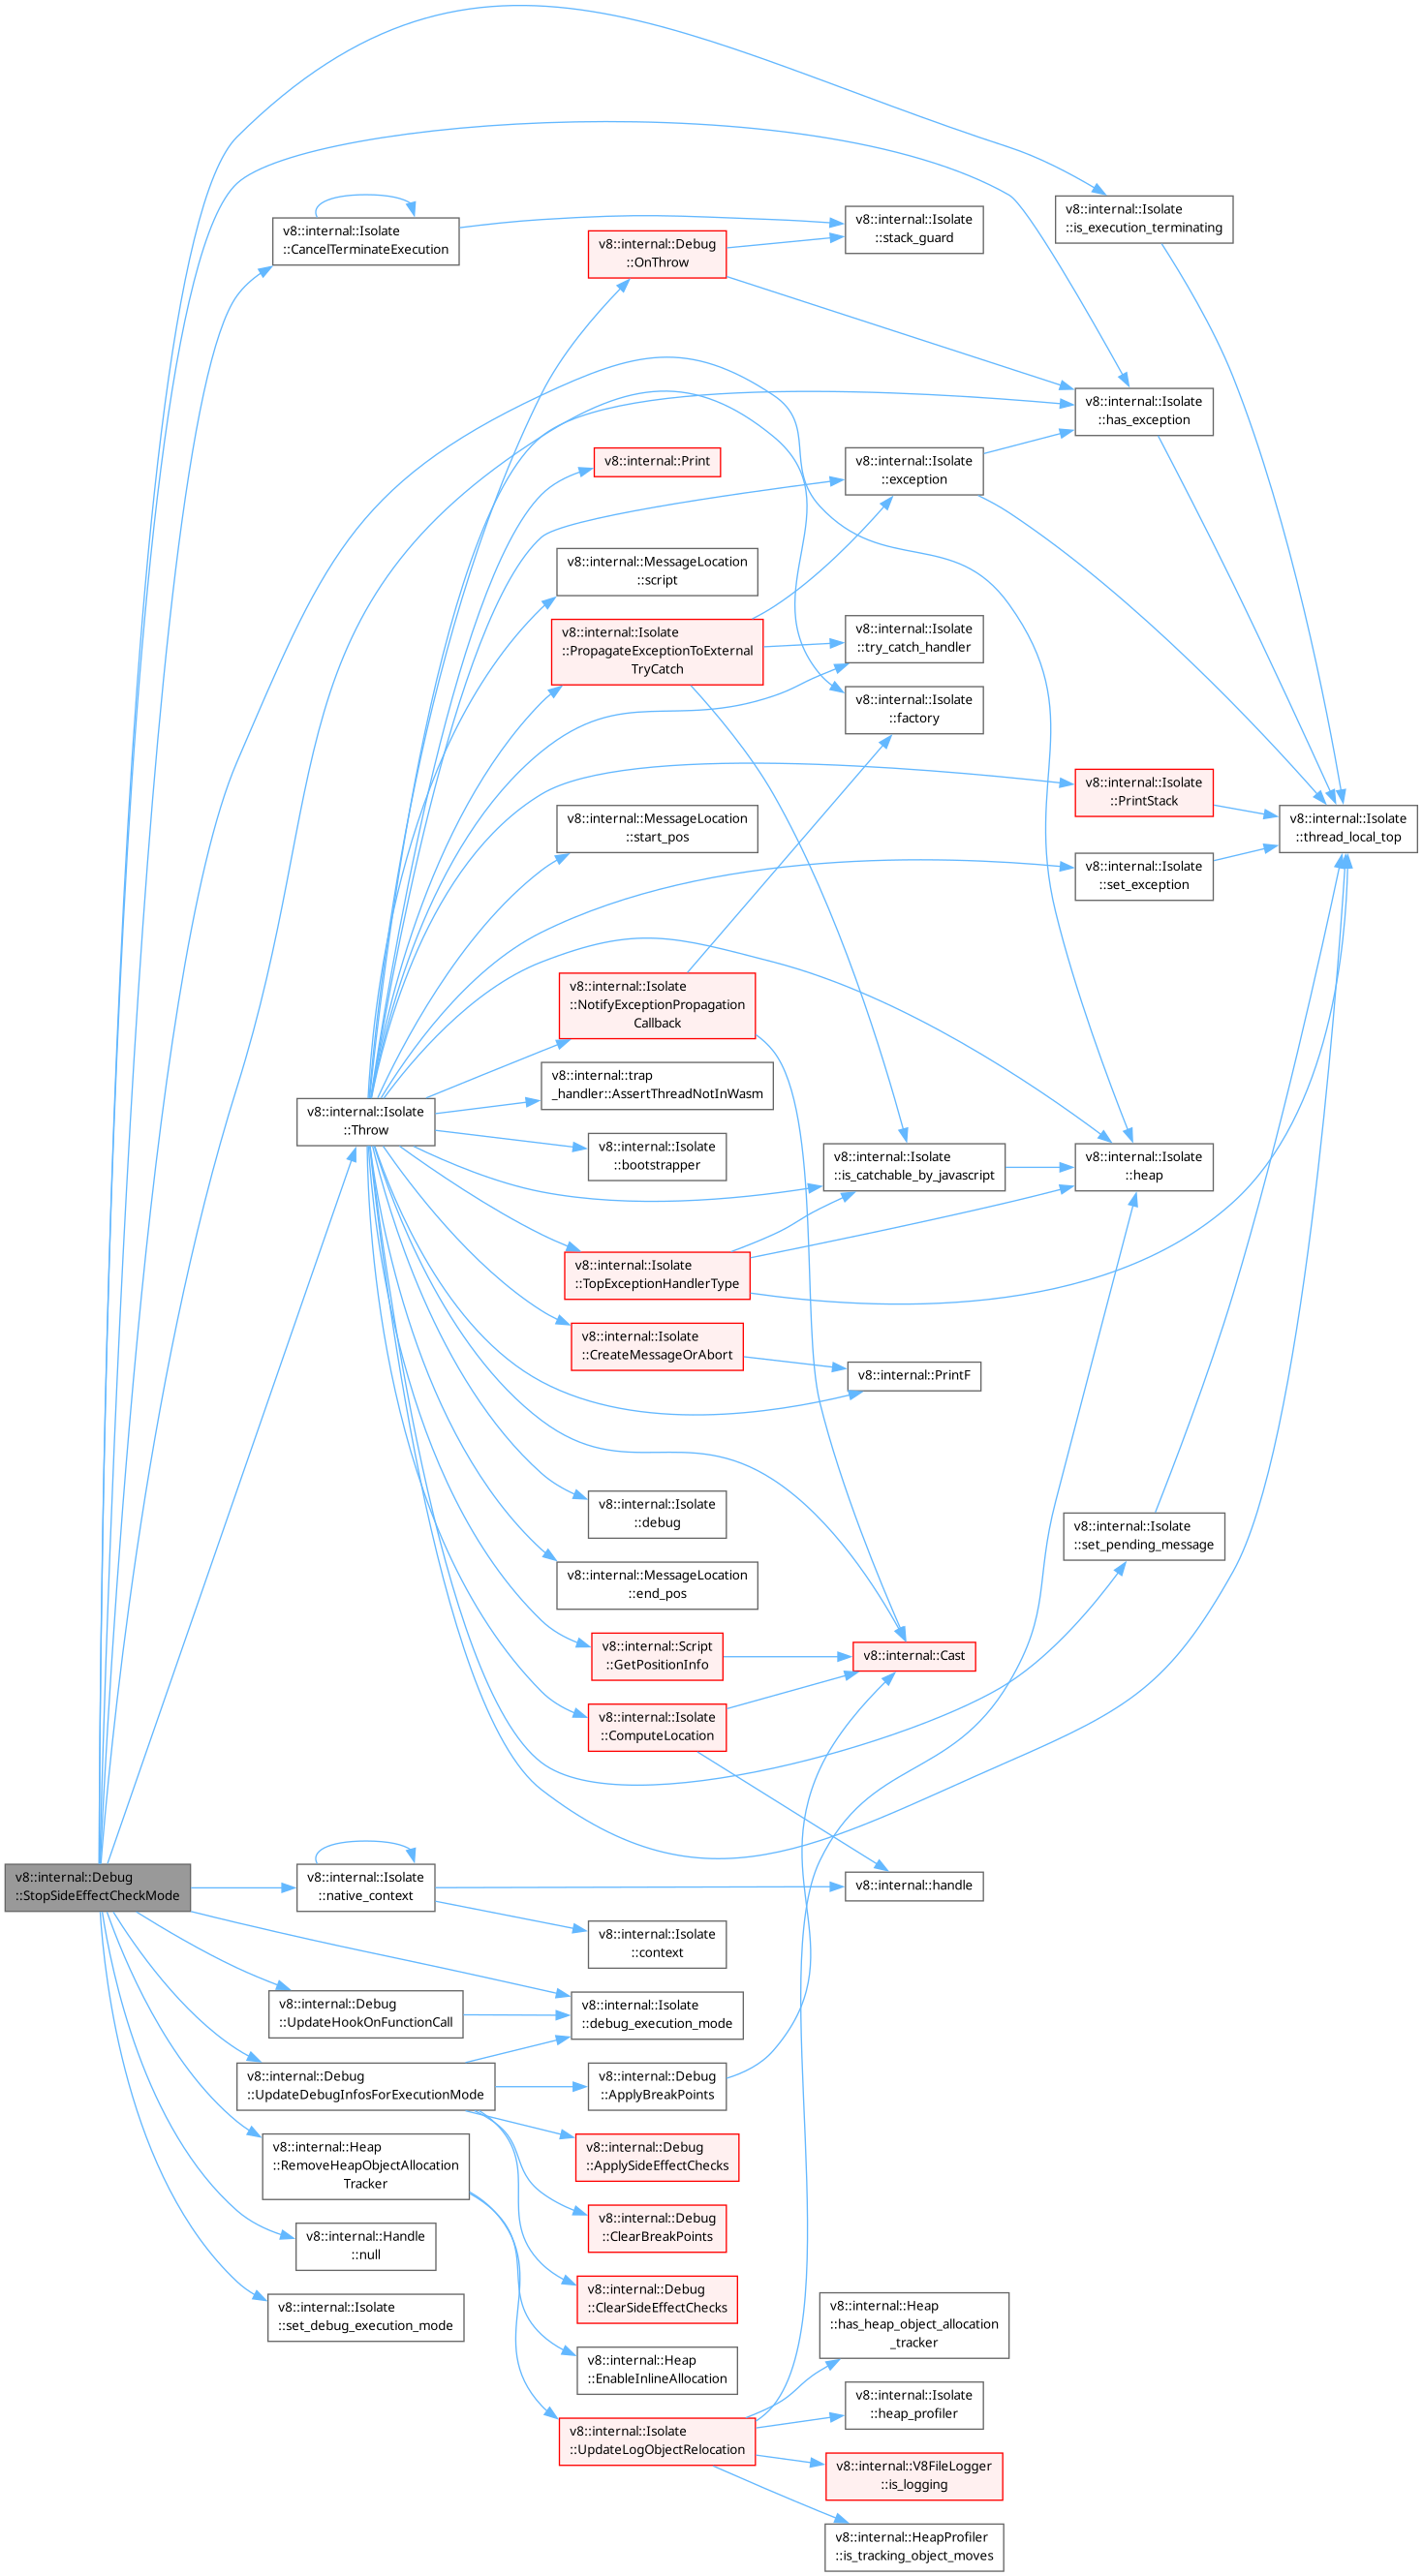 v8::internal::Isolate
::is_execution_terminating
v8::internal::Isolate
::CancelTerminateExecution
v8::internal::Isolate
::stack_guard
v8::internal::Debug
::OnThrow
v8::internal::Isolate
::has_exception
v8::internal::Print
v8::internal::Isolate
::exception
v8::internal::MessageLocation
::script
v8::internal::Isolate
::PropagateExceptionToExternal
TryCatch
v8::internal::Isolate
::try_catch_handler
v8::internal::Isolate
::factory
v8::internal::Isolate
::PrintStack
v8::internal::MessageLocation
::start_pos
v8::internal::Isolate
::thread_local_top
v8::internal::Isolate
::set_exception
v8::internal::Isolate
::NotifyExceptionPropagation
Callback
v8::internal::trap
_handler::AssertThreadNotInWasm
v8::internal::Isolate
::Throw
v8::internal::Isolate
::bootstrapper
v8::internal::Isolate
::is_catchable_by_javascript
v8::internal::Isolate
::heap
v8::internal::Isolate
::TopExceptionHandlerType
v8::internal::Isolate
::CreateMessageOrAbort
v8::internal::PrintF
v8::internal::Isolate
::debug
v8::internal::Isolate
::set_pending_message
v8::internal::MessageLocation
::end_pos
v8::internal::Script
::GetPositionInfo
v8::internal::Cast
v8::internal::Isolate
::ComputeLocation
v8::internal::Debug
::StopSideEffectCheckMode
v8::internal::Isolate
::native_context
v8::internal::handle
v8::internal::Isolate
::context
v8::internal::Debug
::UpdateHookOnFunctionCall
v8::internal::Isolate
::debug_execution_mode
v8::internal::Debug
::UpdateDebugInfosForExecutionMode
v8::internal::Debug
::ApplyBreakPoints
v8::internal::Debug
::ApplySideEffectChecks
v8::internal::Heap
::RemoveHeapObjectAllocation
Tracker
v8::internal::Debug
::ClearBreakPoints
v8::internal::Handle
::null
v8::internal::Debug
::ClearSideEffectChecks
v8::internal::Isolate
::set_debug_execution_mode
v8::internal::Heap
::has_heap_object_allocation
_tracker
v8::internal::Heap
::EnableInlineAllocation
v8::internal::Isolate
::heap_profiler
v8::internal::Isolate
::UpdateLogObjectRelocation
v8::internal::V8FileLogger
::is_logging
v8::internal::HeapProfiler
::is_tracking_object_moves